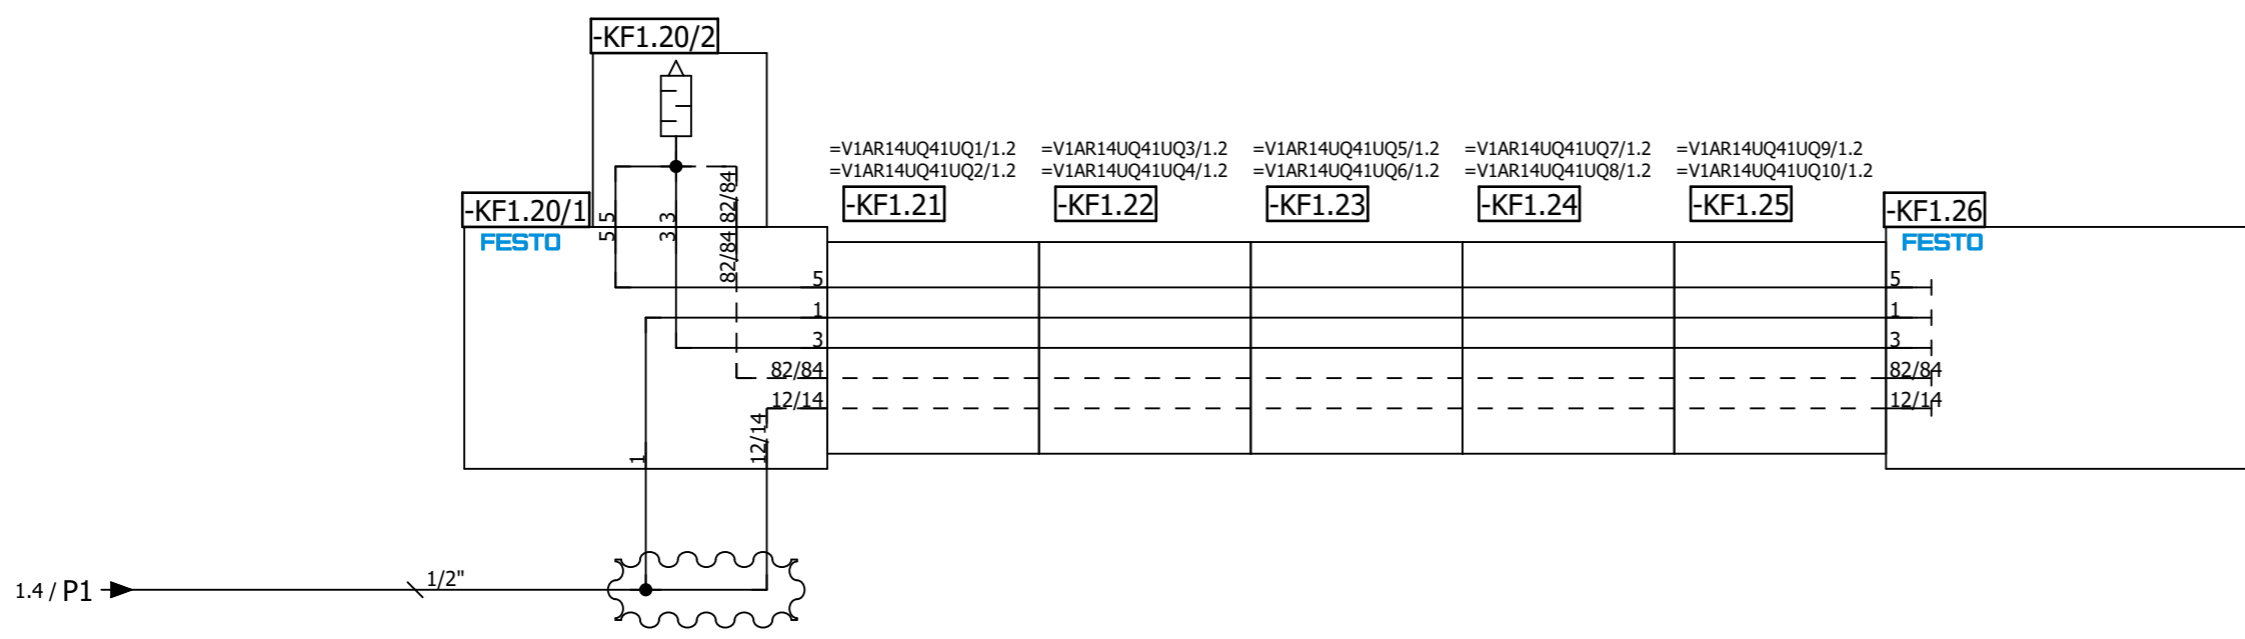 -KF1.20/2
=V1AR14UQ41UQ1/1.2
=V1AR14UQ41UQ2/1.2
-KF1.21
=V1AR14UQ41UQ3/1.2
=V1AR14UQ41UQ4/1.2
-KF1.22
=V1AR14UQ41UQ5/1.2
=V1AR14UQ41UQ6/1.2
-KF1.23
=V1AR14UQ41UQ7/1.2
=V1AR14UQ41UQ8/1.2
-KF1.24
=V1AR14UQ41UQ9/1.2
=V1AR14UQ41UQ10/1.2
-KF1.25
-KF1.20/1
FESTO
5
5
3
3
82/84
82/84
5
1
3
82/84
12/14
1
12/14
-KF1.26
FESTO
5
1
3
82/84
12/14
1.4 / P1
1/2"